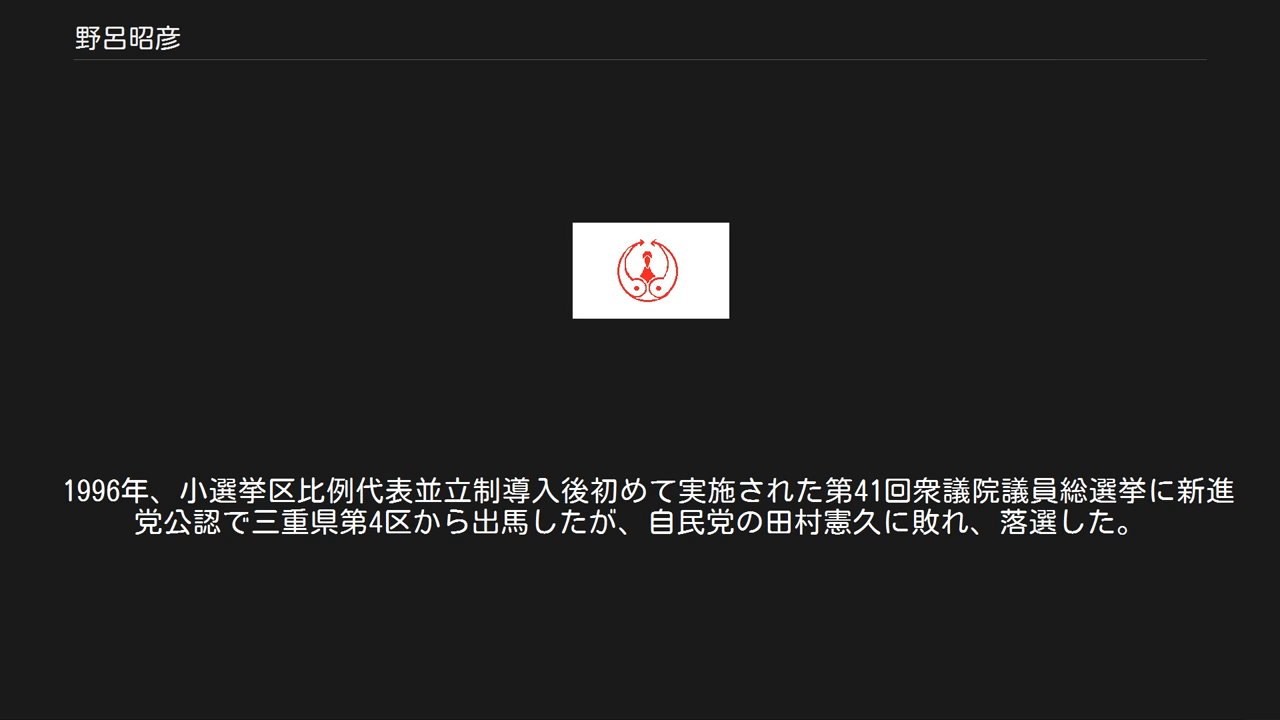 野呂昭彦
1996年、小選挙区比例代表並立制導入後初めて実施された第41回衆議院議員総選挙に新進
党公認で三重県第4区から出馬したが、自民党の田村憲久に敗れ、落選した。